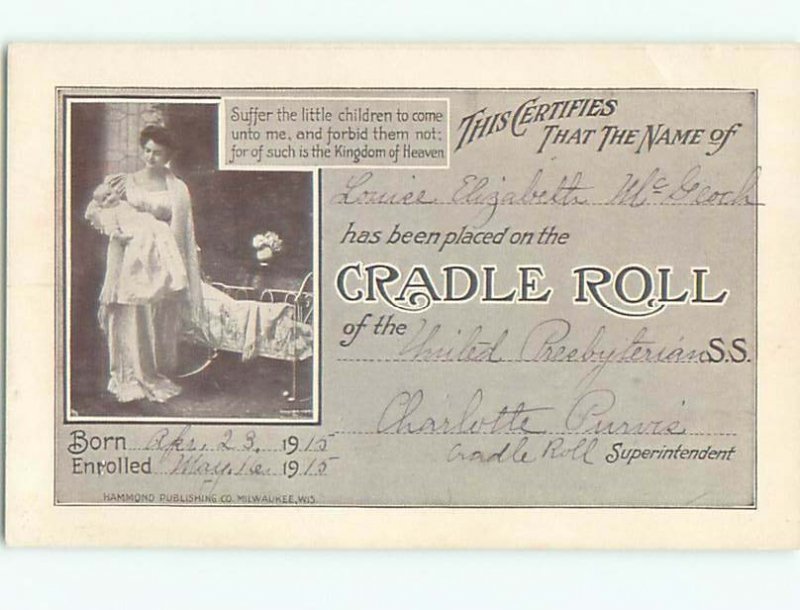 Suffer the little children to come
unto me, and forbid them not;
for of such is the Kingdom of Heaven
THIS CERTIFIES
THAT THE NAME of
Louise Elizabeth McGeoch
has been placed on the
CRADLE ROLL
of the
United Presbyterian S.S.
Charlotte Purvis
Cradle Roll Superintendent
Born Apr. 23, 1915
Enrolled May 1915
HAMMOND PUBLISHING CO. MILWAUKEE, WIS.